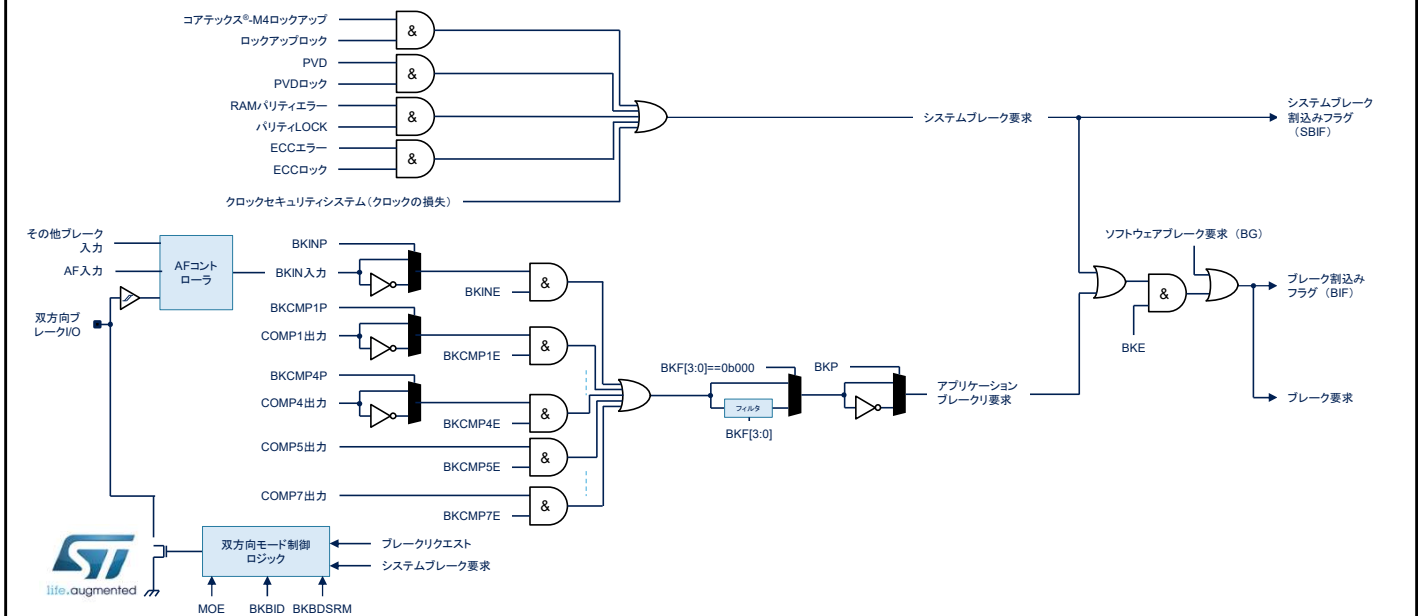 コアテックス®-M4ロックアップ
ロックアップロック
PVD
PVDロック
RAMパリティエラー
パリティLOCK
ECCエラー
ECCロック
クロックセキュリティシステム(クロックの損失)
&
&
&
&
システムブレーク要求
システムブレーク
割込みフラグ
(SBIF)
その他ブレーク
入力
AF入力
双方向ブ
レークI/O
AFコント
ローラ
BKINP
BKIN入力
BKINE
&
BKCMP1P
COMP1出力
BKCMP1E
&
BKCMP4P
COMP4出力
BKCMP4E
&
COMP5出力
BKCMP5E
&
COMP7出力
BKCMP7E
&
BKF[3:0]==0b000
フィルタ
BKF[3:0]
BKP
アプリケーション
ブレークリ要求
ソフトウェアブレーク要求(BG)
&
BKE
ブレーク割込み
フラグ(BIF)
ブレーク要求
双方向モード制御
ロジック
ブレークリクエスト
システムブレーク要求
MOE
BKBID
BKBDSRM
ST
life.augmented